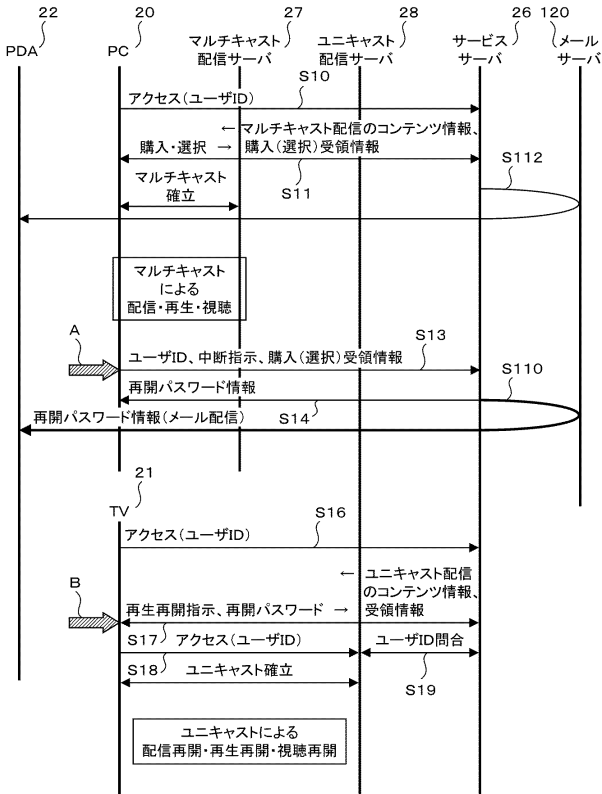 22
20
27
28
26
120
PDA
PC
マルチキャスト
配信サーバ
ユニキャスト
配信サーバ
サービス
サーバ
メール
サーバ
S10
アクセス(ユーザID)
← マルチキャスト配信のコンテンツ情報、
購入・選択 → 購入(選択)受領情報
S112
マルチキャスト
確立
S11
マルチキャスト
による
配信・再生・視聴
A
S13
ユーザID、中断指示、購入(選択)受領情報
S110
再開パスワード情報
再開パスワード情報(メール配信)
S14
21
TV
S16
アクセス(ユーザID)
← ユニキャスト配信
のコンテンツ情報、
B
再生再開指示、再開パスワード → 受領情報
S17
アクセス(ユーザID)
ユーザID問合
S18
ユニキャスト確立
S19
ユニキャストによる
配信再開・再生再開・視聴再開